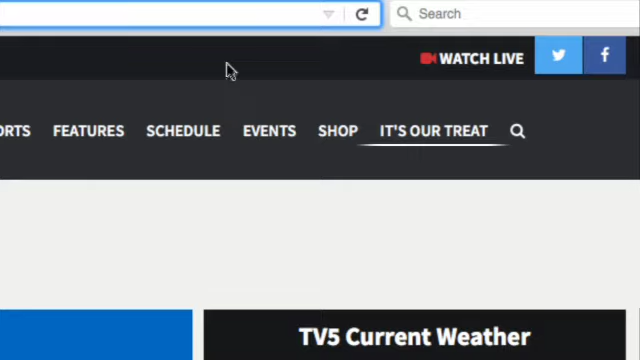 Search
WATCH LIVE
ORTS FEATURES SCHEDULE EVENTS SHOP IT'S OUR TREAT
TV5 Current Weather